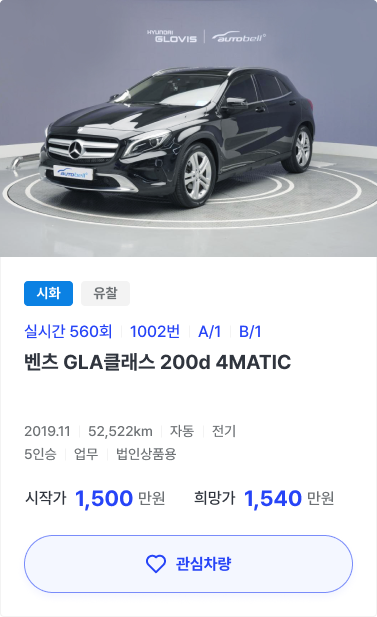 HYUNDAI GLOVIS | autobell
autobell
시화 유찰
실시간 560회 1002번 A/1 B/1
벤츠 GLA클래스 200d 4MATIC
2019.11 52,522km 자동 전기
5인승 업무 법인상품용
시작가 1,500 만원 희망가 1,540 만원
관심차량